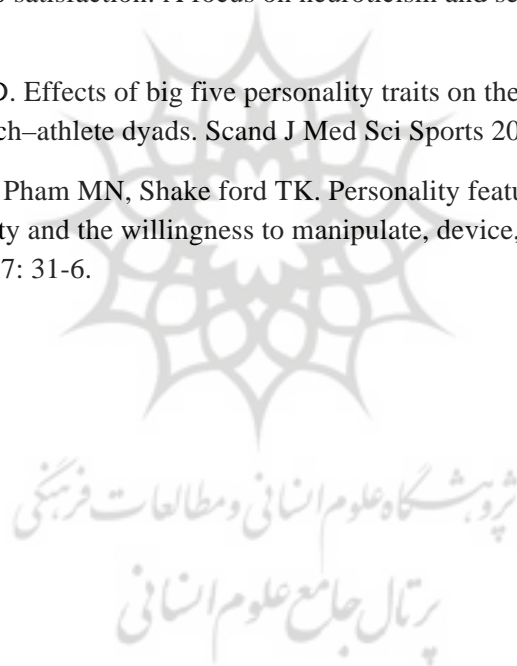 satisfaction. A focus on neuroticism and se
D. Effects of big five personality traits on the
ch–athlete dyads. Scand J Med Sci Sports 20
Pham MN, Shake ford TK. Personality featu
ty and the willingness to manipulate, device,
7: 31-6.
پژوهشگاه علوم انسانی و مطالعات فرهنگی
پرتال جامع علوم انسانی